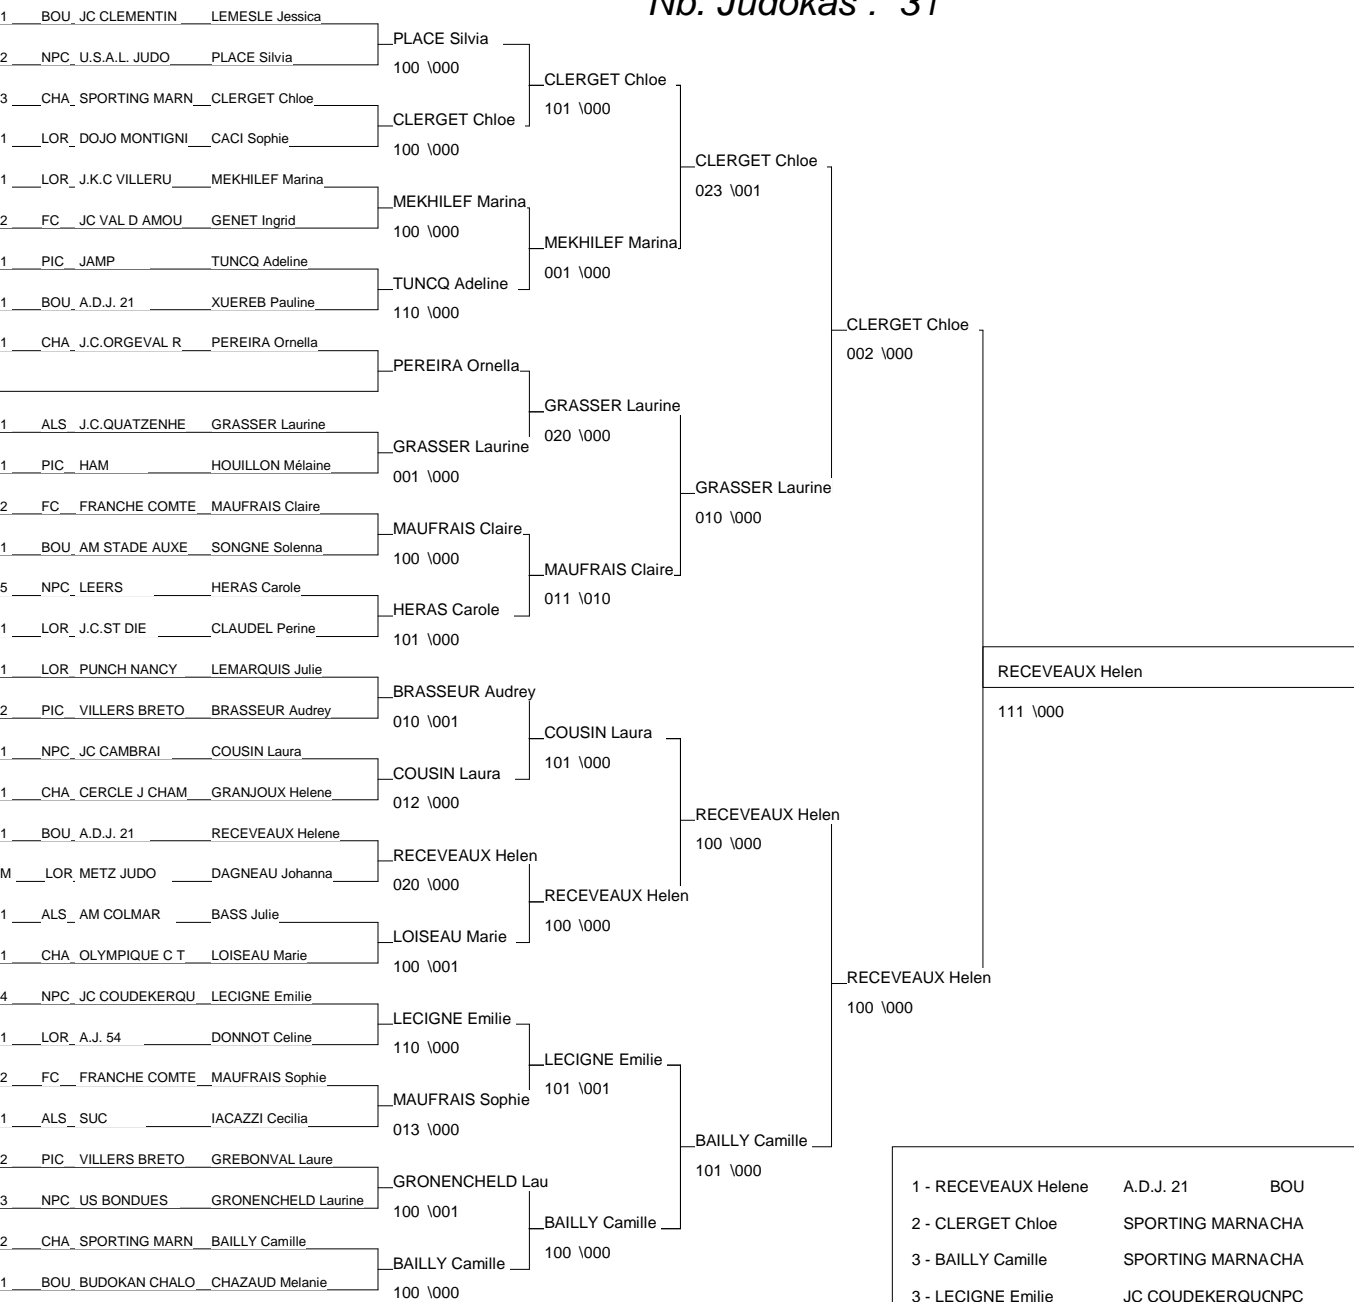 Nb. Judokas : 31
1 BOU JC CLEMENTIN LEMESLE Jessica
PLACE Silvia
2 NPC U.S.A.L. JUDO PLACE Silvia
100 \000
CLERGET Chloe
3 CHA SPORTING MARN CLERGET Chloe
101 \000
CLERGET Chloe
1 LOR DOJO MONTIGNI CACI Sophie
100 \000
CLERGET Chloe
1 LOR J.K.C VILLERU MEKHILEF Marina
023 \001
MEKHILEF Marina
2 FC JC VAL D AMOU GENET Ingrid
100 \000
MEKHILEF Marina
1 PIC JAMP TUNCQ Adeline
001 \000
TUNCQ Adeline
1 BOU A.D.J. 21 XUEREB Pauline
110 \000
CLERGET Chloe
1 CHA J.C.ORGEVAL R PEREIRA Ornella
002 \000
PEREIRA Ornella
GRASSER Laurine
1 ALS J.C.QUATZENHE GRASSER Laurine
020 \000
GRASSER Laurine
1 PIC HAM HOUILLON Mélaine
001 \000
GRASSER Laurine
2 FC FRANCHE COMTE MAUFRAIS Claire
010 \000
MAUFRAIS Claire
1 BOU AM STADE AUXE SONGNE Solenna
100 \000
MAUFRAIS Claire
5 NPC LEERS HERAS Carole
011 \010
HERAS Carole
1 LOR J.C.ST DIE CLAUDEL Perine
101 \000
1 LOR PUNCH NANCY LEMARQUIS Julie
RECEVEAUX Helen
BRASSEUR Audrey
2 PIC VILLERS BRETO BRASSEUR Audrey
111 \000
010 \001
COUSIN Laura
1 NPC JC CAMBRAI COUSIN Laura
101 \000
COUSIN Laura
1 CHA CERCLE J CHAM GRANJOUX Helene
012 \000
RECEVEAUX Helen
1 BOU A.D.J. 21 RECEVEAUX Helene
100 \000
RECEVEAUX Helen
M LOR METZ JUDO DAGNEAU Johanna
020 \000
RECEVEAUX Helen
1 ALS AM COLMAR BASS Julie
100 \000
LOISEAU Marie
1 CHA OLYMPIQUE C T LOISEAU Marie
100 \001
RECEVEAUX Helen
4 NPC JC COUDEKERQU LECIGNE Emilie
100 \000
LECIGNE Emilie
1 LOR A.J. 54 DONNOT Celine
110 \000
LECIGNE Emilie
2 FC FRANCHE COMTE MAUFRAIS Sophie
101 \001
MAUFRAIS Sophie
1 ALS SUC IACAZZI Cecilia
013 \000
BAILLY Camille
2 PIC VILLERS BRETO GREBONVAL Laure
101 \000
GRONENCHELD Lau
1 - RECEVEAUX Helene A.D.J. 21 BOU
3 NPC US BONDUES GRONENCHELD Laurine
100 \001
BAILLY Camille
2 - CLERGET Chloe SPORTING MARNA CHA
2 CHA SPORTING MARN BAILLY Camille
100 \000
BAILLY Camille
3 - BAILLY Camille SPORTING MARNA CHA
1 BOU BUDOKAN CHALO CHAZAUD Melanie
100 \000
3 - LECIGNE Emilie JC COUDEKERQU NPC